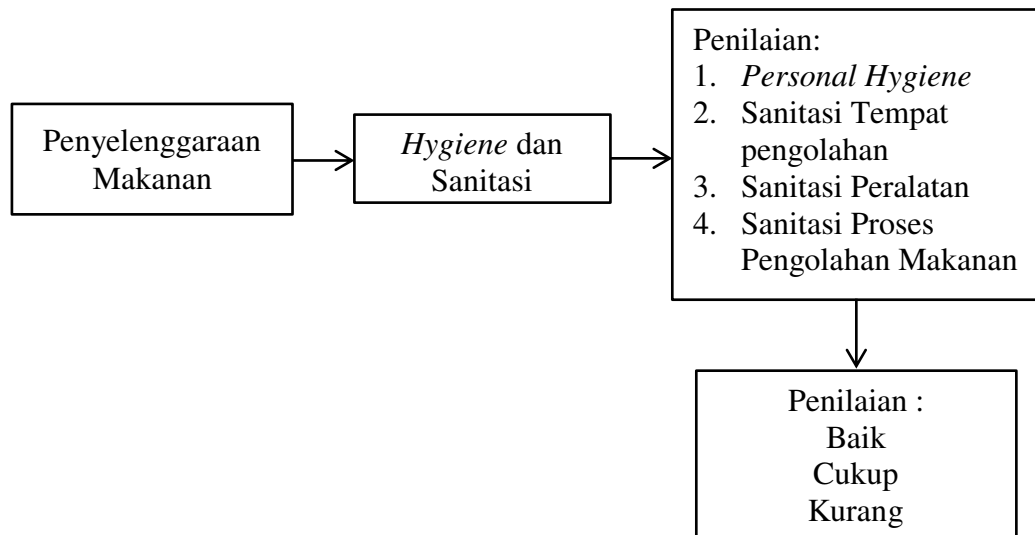 Penyelenggaraan
Makanan
Hygiene dan
Sanitasi
Penilaian:
1. Personal Hygiene
2. Sanitasi Tempat
pengolahan
3. Sanitasi Peralatan
4. Sanitasi Proses
Pengolahan Makanan
Penilaian :
Baik
Cukup
Kurang